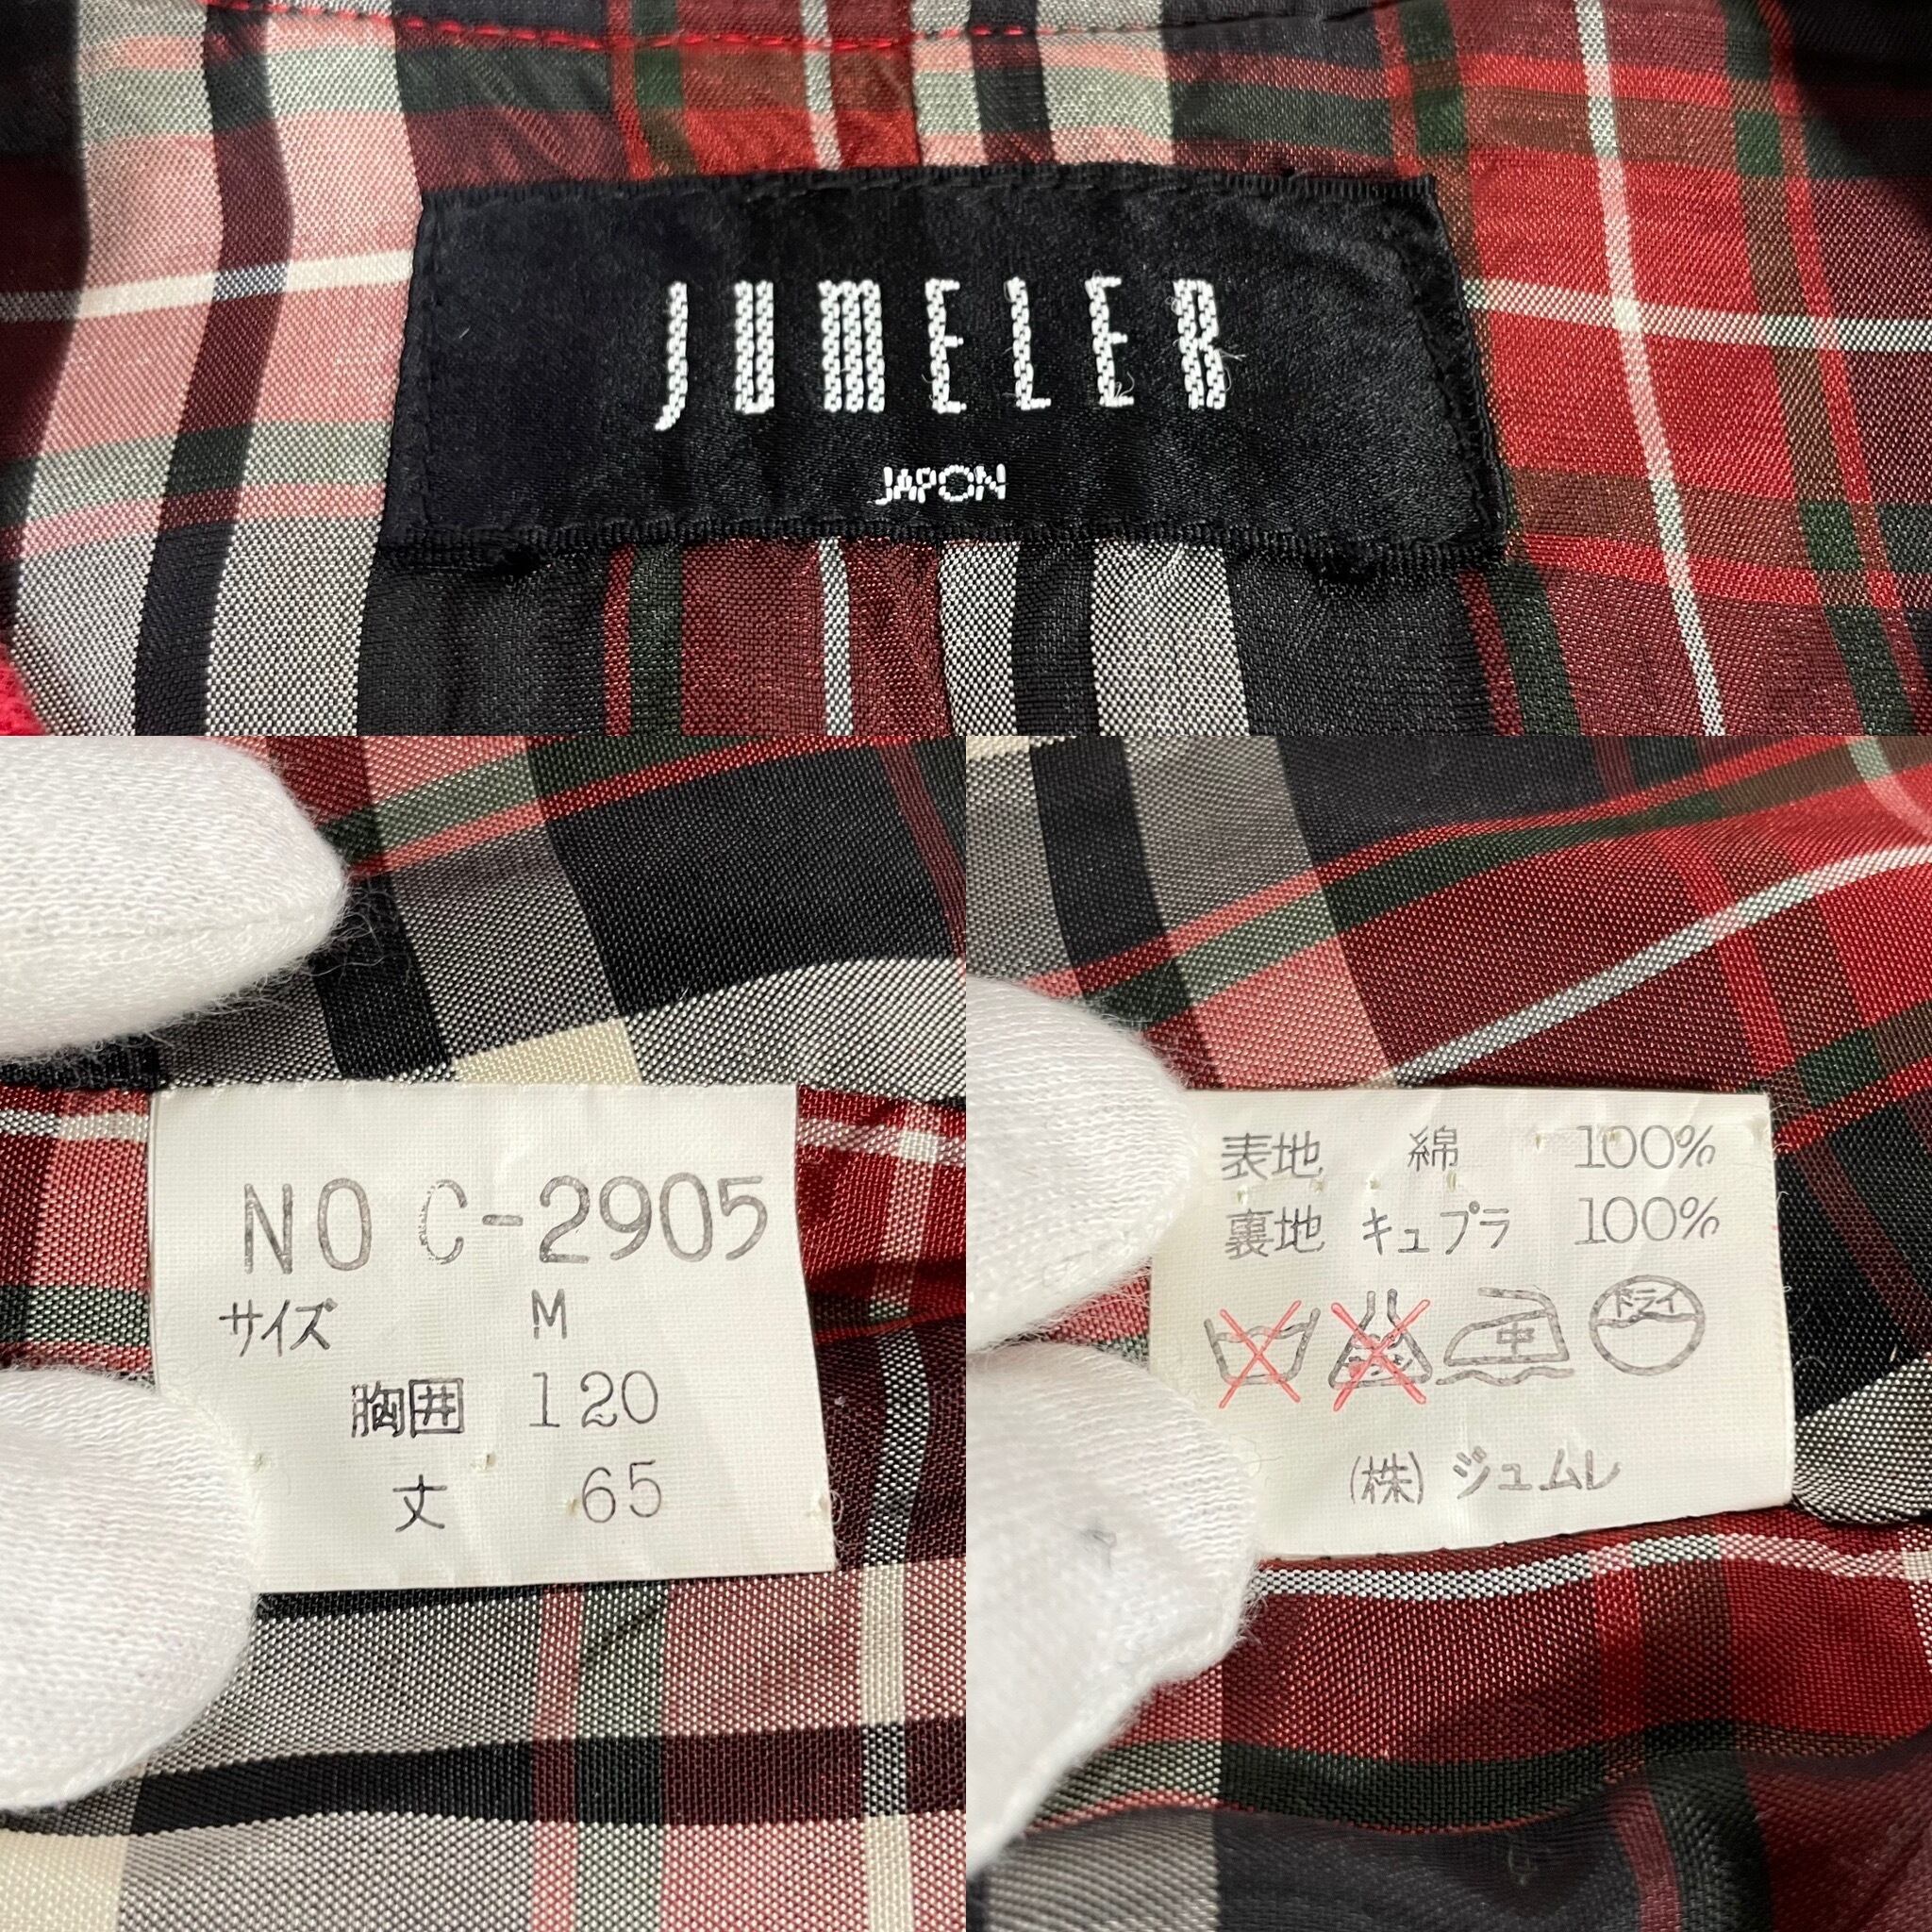 JUMELER
JAPON
NO C-2905
サイズ M
胸囲 120
丈 65
表地 綿 100%
裏地 キュプラ 100%
中 ドライ
(株) ジュムレ